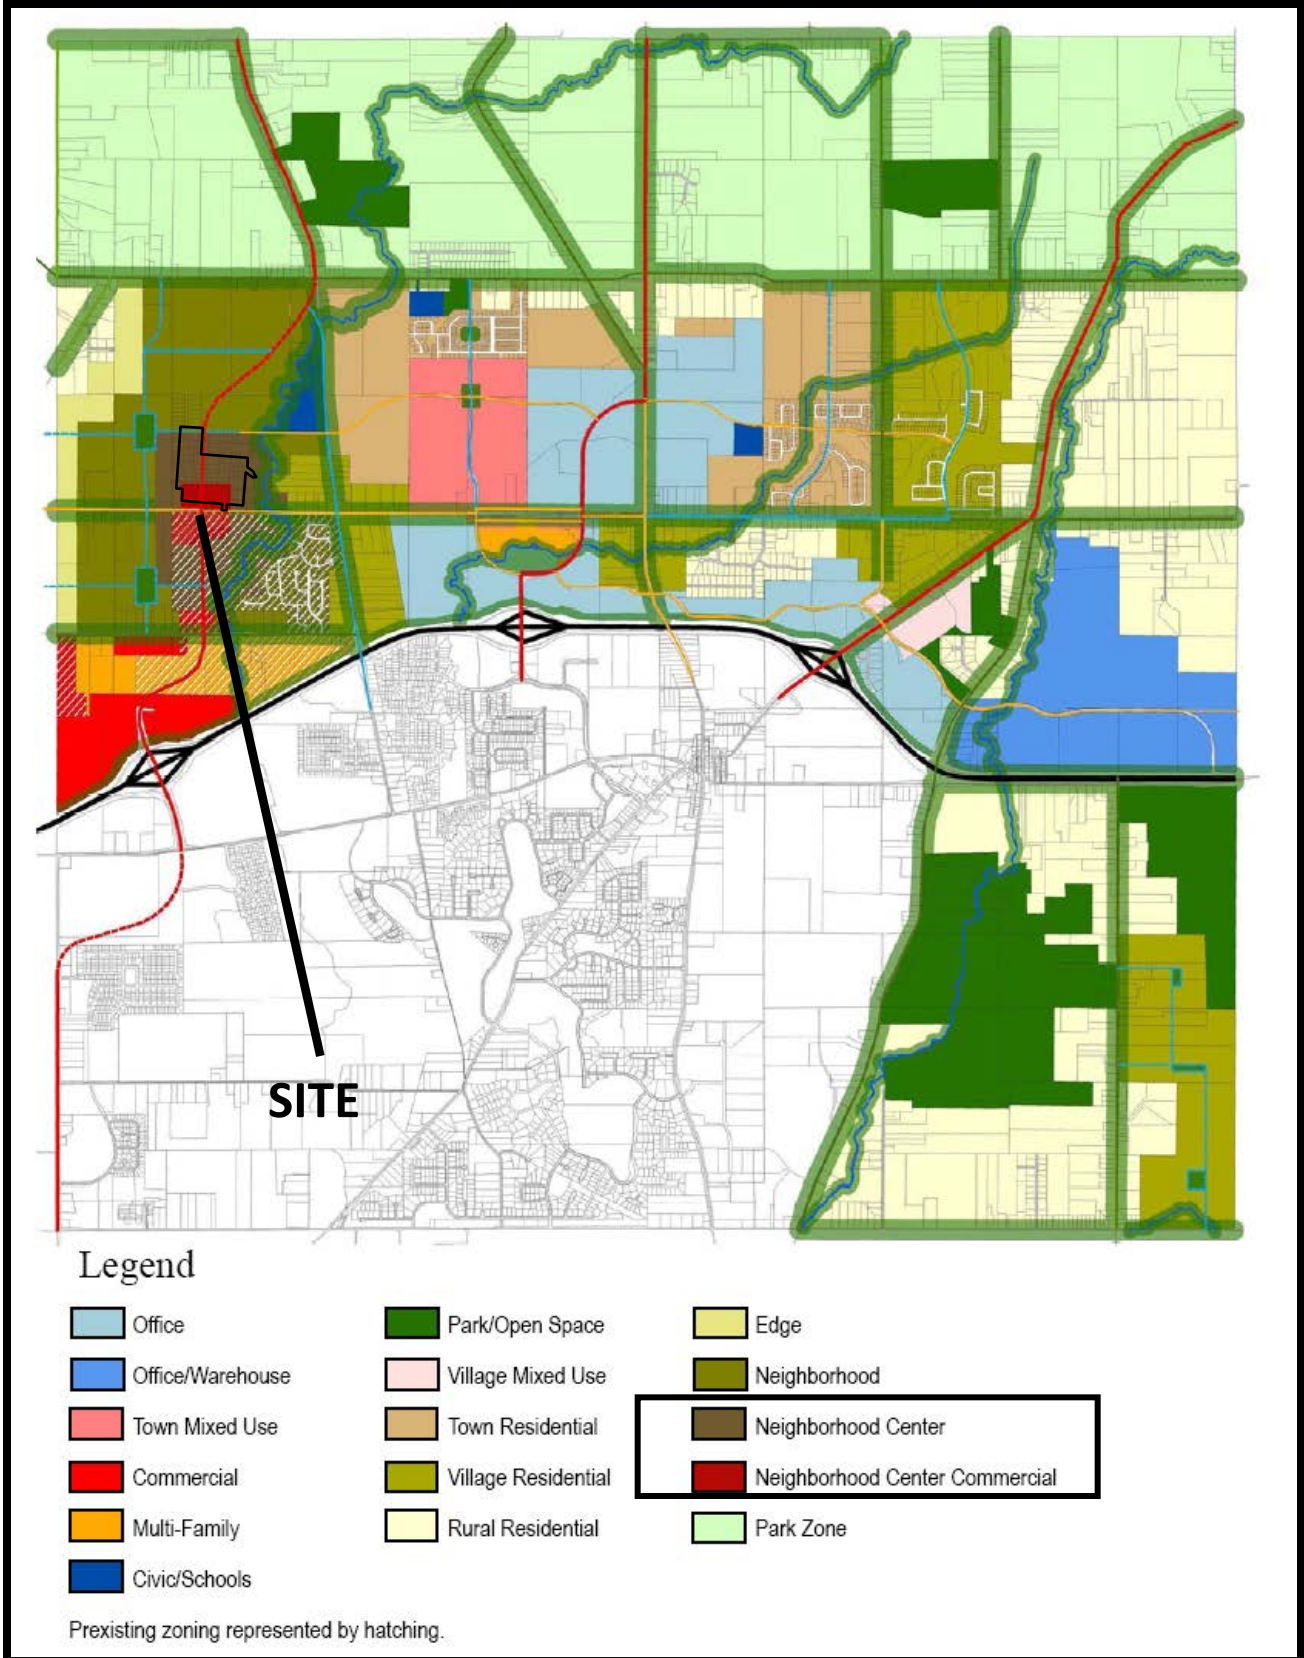 SITE
Legend
Office
Park/Open Space
Edge
Office/Warehouse
Village Mixed Use
Neighborhood
Town Mixed Use
Town Residential
Neighborhood Center
Commercial
Village Residential
Neighborhood Center Commercial
Multi-Family
Rural Residential
Park Zone
Civic/Schools
Prexisting zoning represented by hatching.